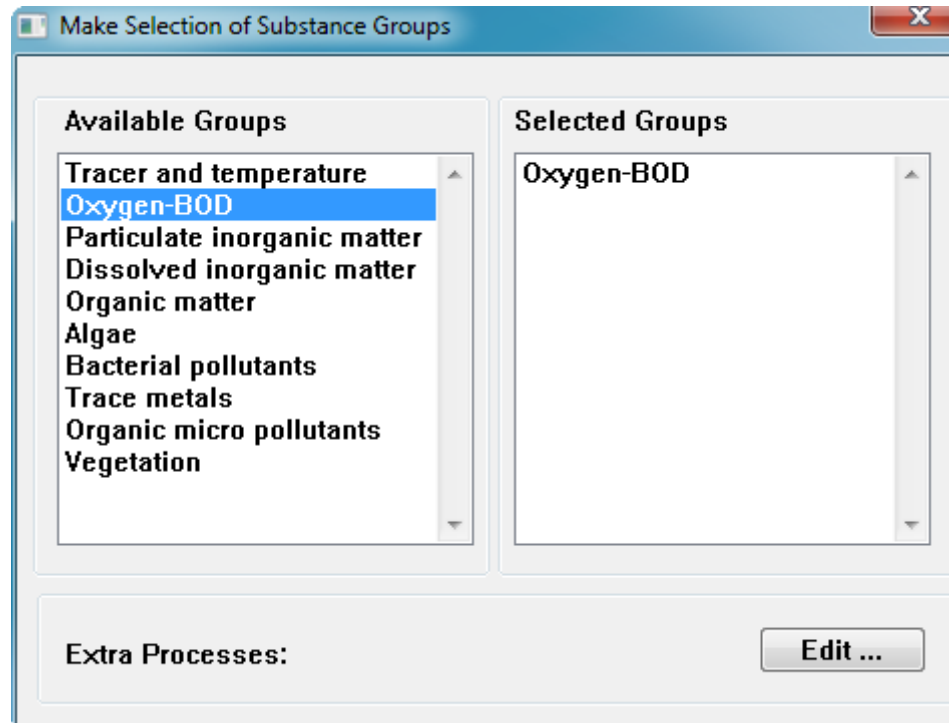 Make Selection of Substance Groups
Available Groups
Tracer and temperature
Oxygen-BOD
Particulate inorganic matter
Dissolved inorganic matter
Organic matter
Algae
Bacterial pollutants
Trace metals
Organic micro pollutants
Vegetation
Selected Groups
Oxygen-BOD
Extra Processes:
Edit ...